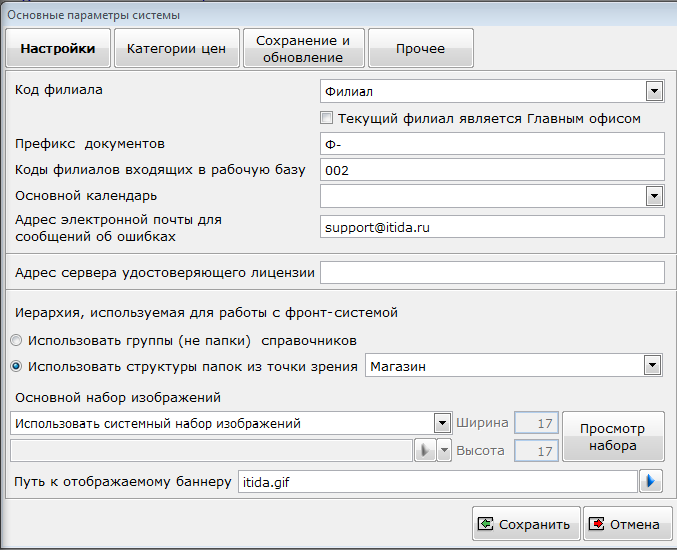 Основные параметры системы
Настройки
Категории цен
Сохранение и
обновление
Прочее
Код филиала
Филиал
Текущий филиал является Главным офисом
Префикс документов
Ф-
Коды филиалов входящих в рабочую базу
002
Основной календарь
Адрес электронной почты для
сообщений об ошибках
support@itida.ru
Адрес сервера удостоверяющего лицензии
Иерархия, используемая для работы с фронт-системой
Использовать группы (не папки) справочников
Использовать структуры папок из точки зрения
Магазин
Основной набор изображений
Использовать системный набор изображений
Ширина
17
Высота
17
Просмотр
набора
Путь к отображаемому баннеру
itida.gif
Сохранить
Отмена